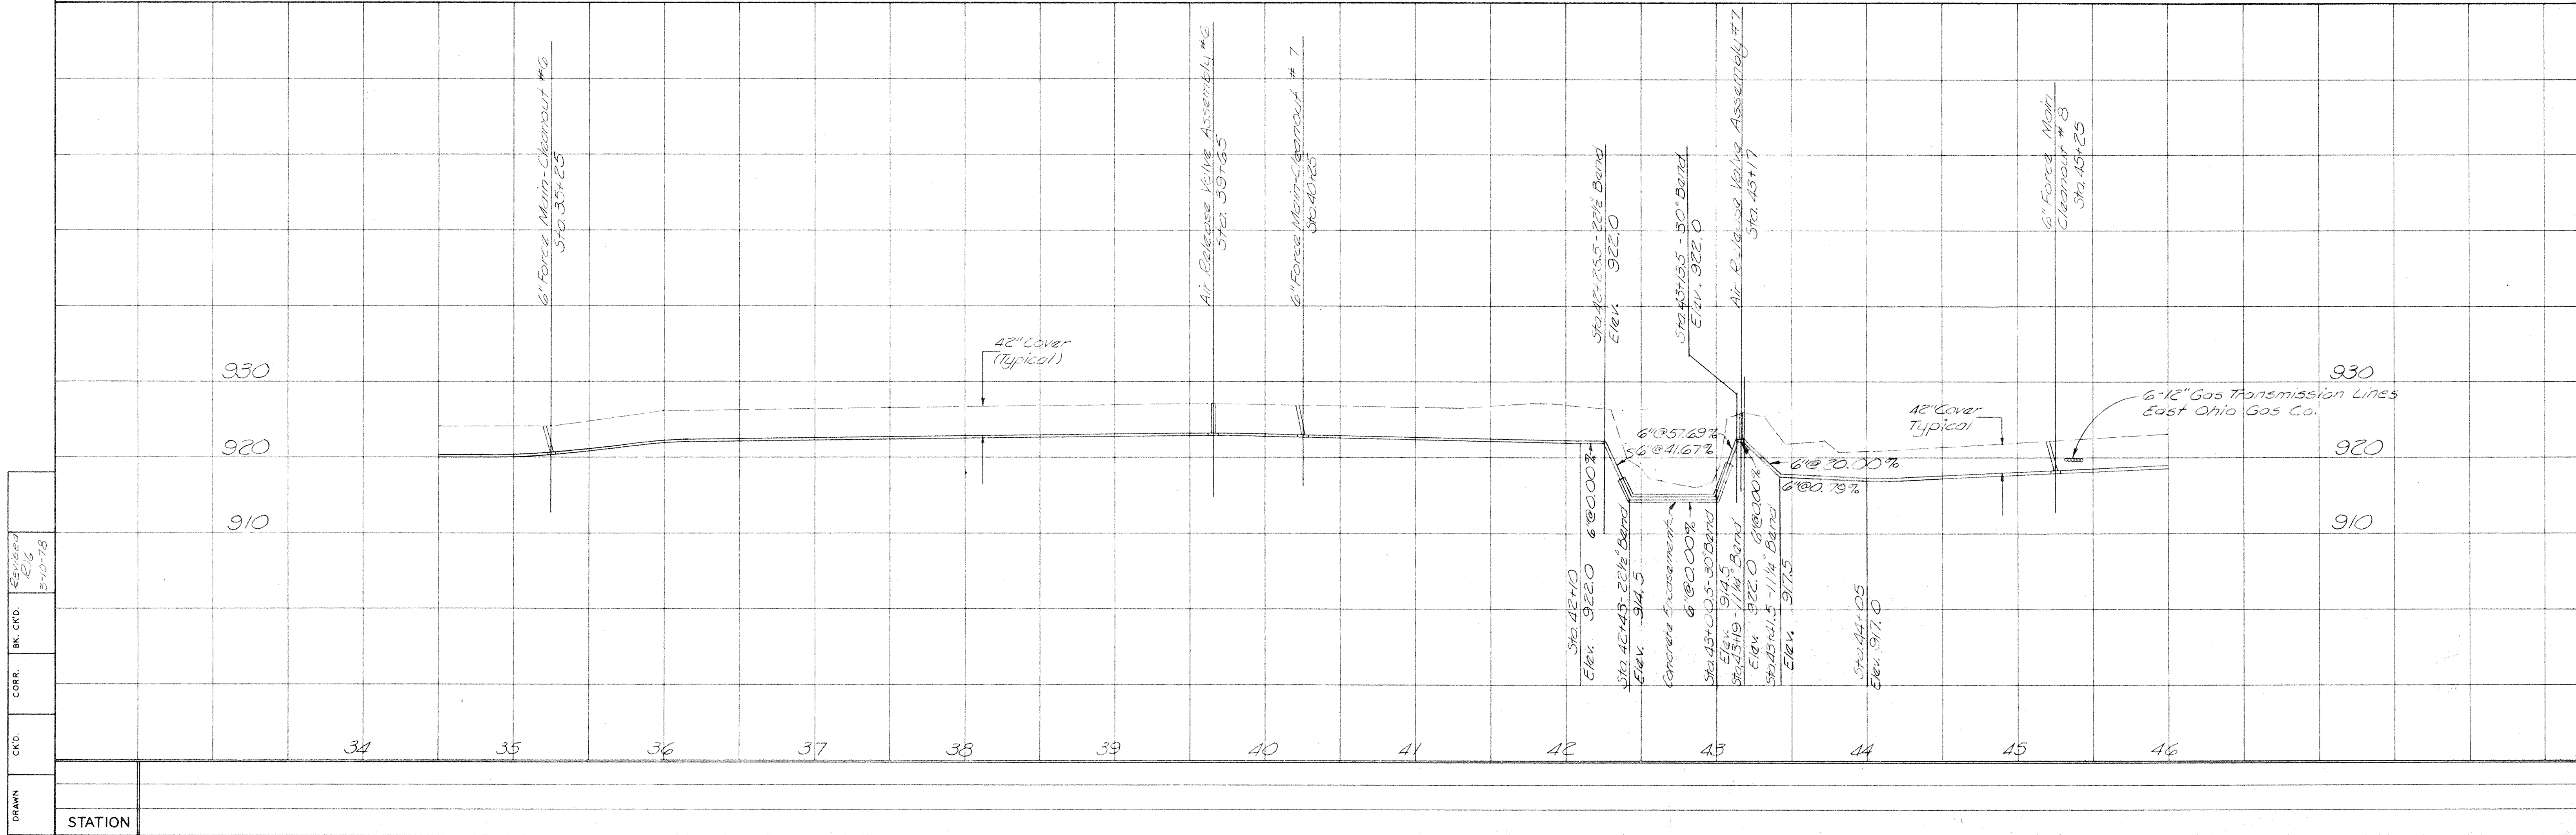 6" Force Main-Cleanout #6
Sta. 35+25
Air Release Valve Assembly #6
Sta. 39+65
6" Force Main-Cleanout # 7
Sta. 40+25
Sta. 42+25.5 - 22½° Bend
Elev. 922.0
Sta. 43+13.5 - 30° Bend
Elev. 922.0
Air Release Valve Assembly #7
Sta. 43+17
6" Force Main
Cleanout # 8
Sta. 45+25
42" Cover
(Typical)
930
920
910
930
920
910
6-12" Gas Transmission Lines
East Ohio Gas Co.
42" Cover
Typical
6"@57.69%
6"@41.67%
6"@20.00%
6"@0.79%
Sta. 42+10
Elev. 922.0
6"@0.00%
Sta. 42+43 - 22½° Bend
Elev. 914.5
Concrete Encasement
6"@0.00%
Sta. 43+00.5 - 30° Bend
Elev. 914.5
Sta. 43+19 - 11¼° Bend
Elev. 922.0
6"@0.00%
Sta. 43+41.5 - 11¼° Bend
Elev. 917.5
Sta. 44+05
Elev. 917.0
34
35
36
37
38
39
40
41
42
43
44
45
46
Revised
3-10-78
BK. CK'D.
CORR.
CK'D.
DRAWN
STATION